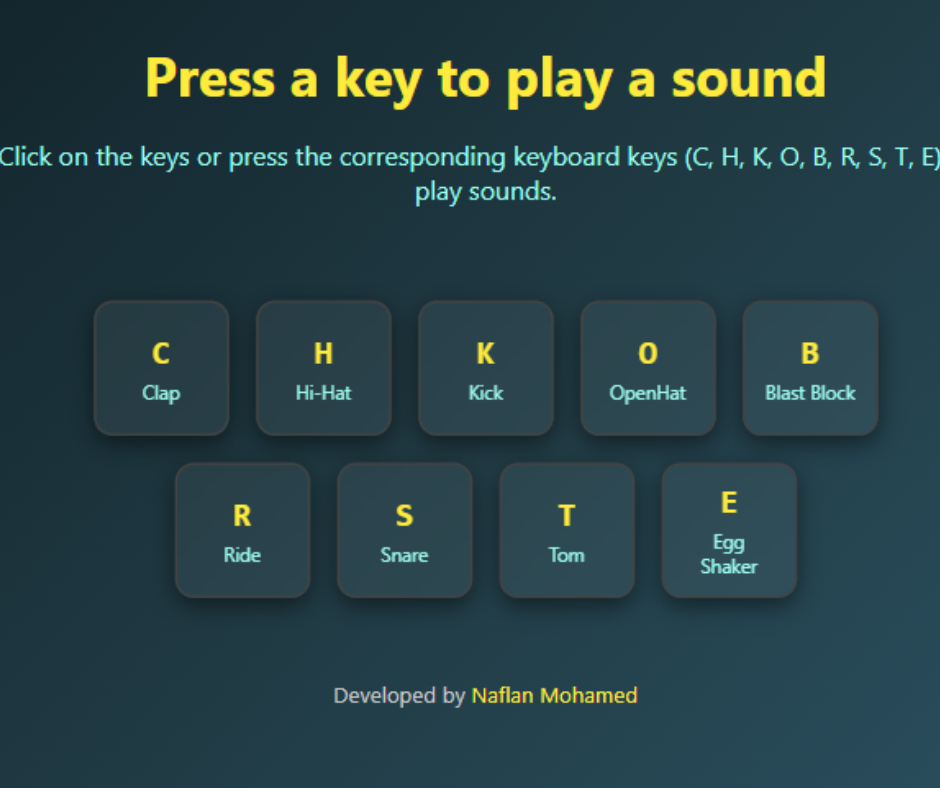 Press a key to play a sound
Click on the keys or press the corresponding keyboard keys (C, H, K, O, B, R, S, T, E)
play sounds.
C
Clap
H
Hi-Hat
K
Kick
O
OpenHat
B
Blast Block
R
Ride
S
Snare
T
Tom
E
Egg
Shaker
Developed by Naflan Mohamed